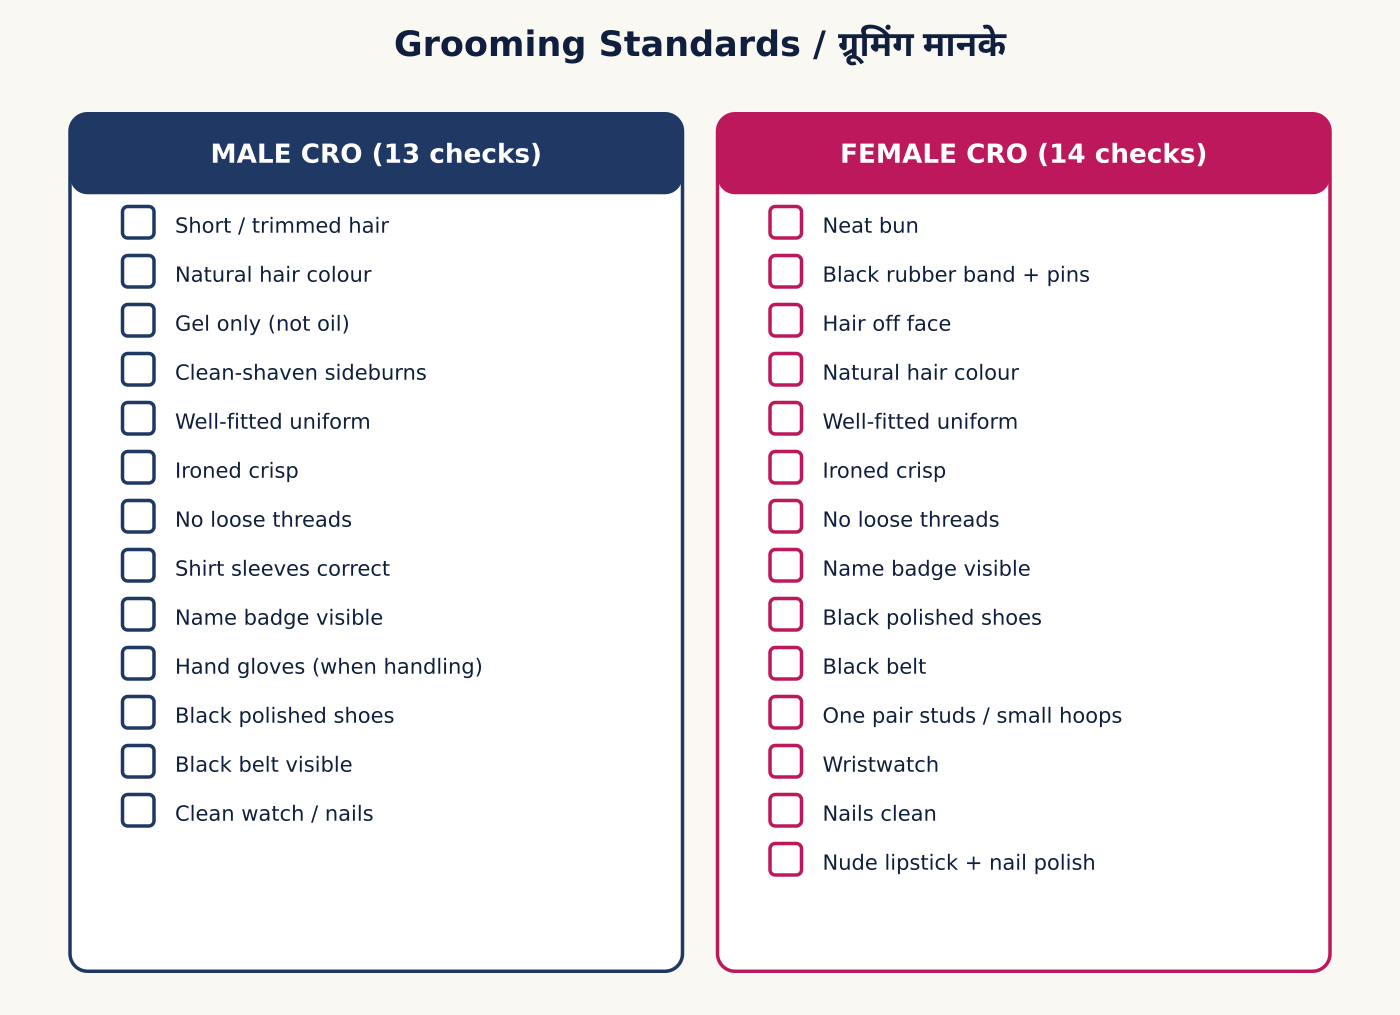 Grooming Standards / ग्रूमिंग मानके
MALE CRO (13 checks)
Short / trimmed hair
Natural hair colour
Gel only (not oil)
Clean-shaven sideburns
Well-fitted uniform
Ironed crisp
No loose threads
Shirt sleeves correct
Name badge visible
Hand gloves (when handling)
Black polished shoes
Black belt visible
Clean watch / nails
FEMALE CRO (14 checks)
Neat bun
Black rubber band + pins
Hair off face
Natural hair colour
Well-fitted uniform
Ironed crisp
No loose threads
Name badge visible
Black polished shoes
Black belt
One pair studs / small hoops
Wristwatch
Nails clean
Nude lipstick + nail polish